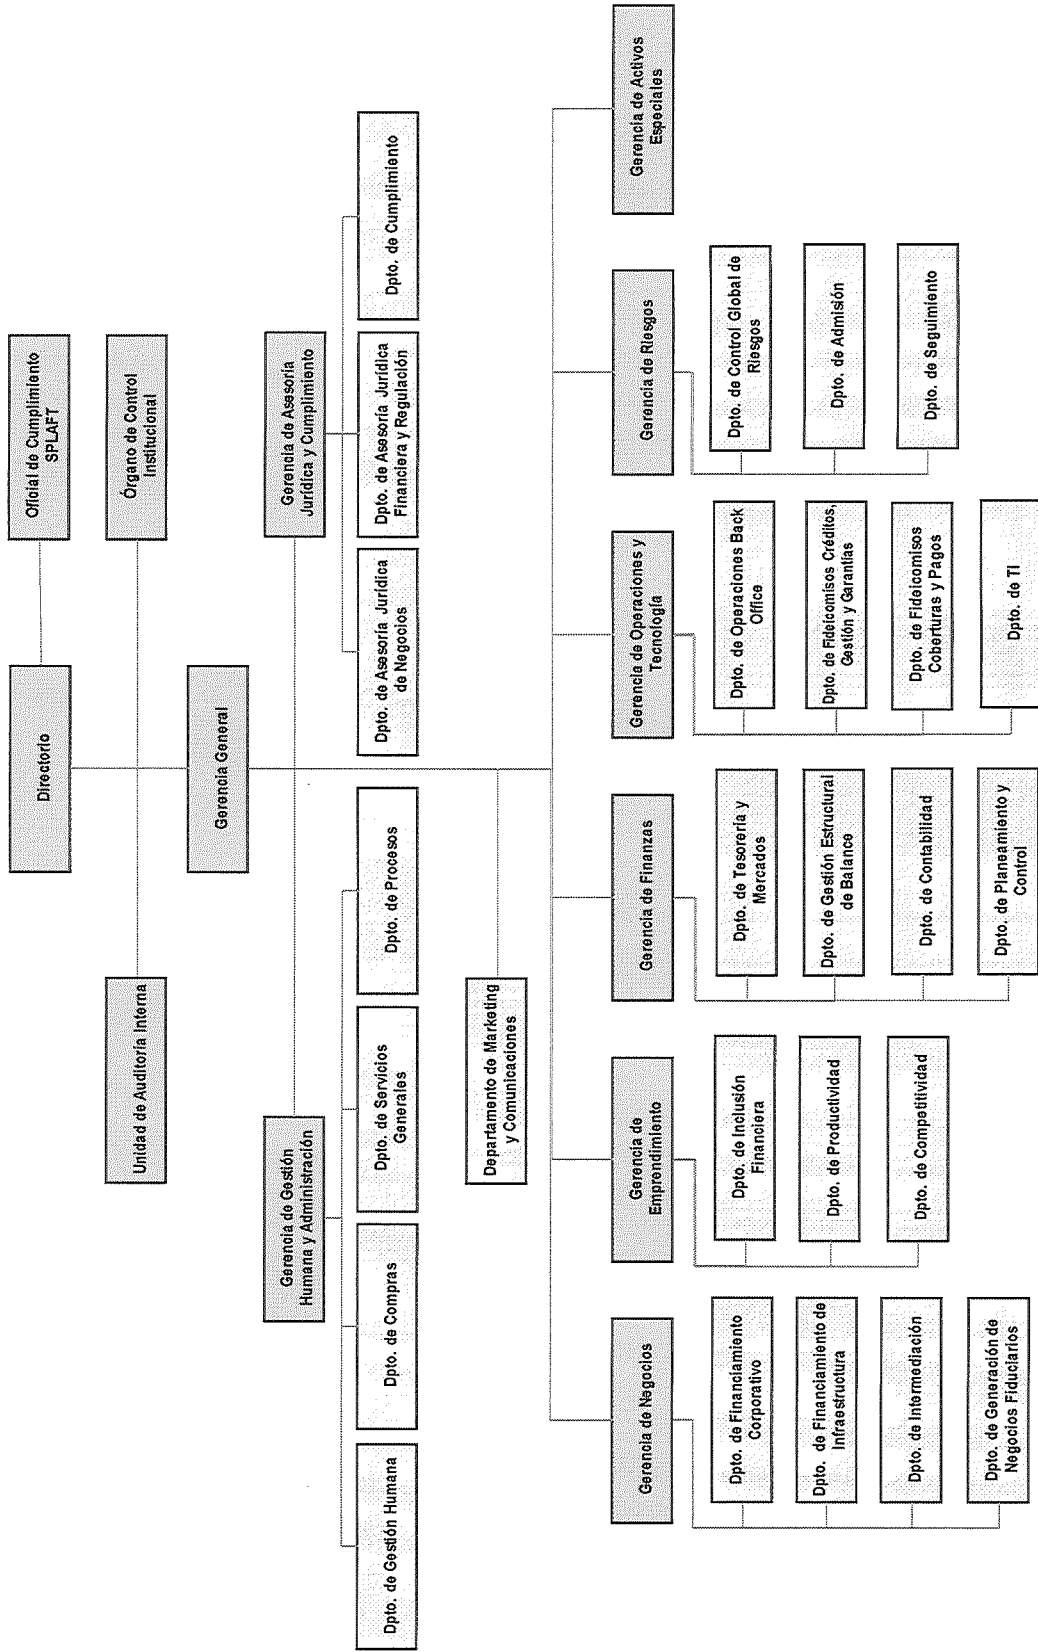 Directorio
Oficial de Cumplimiento
SPLAFT
Unidad de Auditoría Interna
Órgano de Control
Institucional
Gerencia General
Gerencia de Gestión
Humana y Administración
Gerencia de Asesoría
Jurídica y Cumplimiento
Dpto. de Gestión Humana
Dpto. de Compras
Dpto. de Servicios
Generales
Dpto. de Procesos
Dpto. de Asesoría Jurídica
de Negocios
Dpto. de Asesoría Jurídica
Financiera y Regulación
Dpto. de Cumplimiento
Departamento de Marketing
y Comunicaciones
Gerencia de Negocios
Dpto. de Financiamiento
Corporativo
Dpto. de Financiamiento de
Infraestructura
Dpto. de Intermediación
Dpto. de Generación de
Negocios Fiduciarios
Gerencia de
Emprendimiento
Dpto. de Inclusión
Financiera
Dpto. de Productividad
Dpto. de Competitividad
Gerencia de Finanzas
Dpto. de Tesorería y
Mercados
Dpto. de Gestión Estructural
de Balance
Dpto. de Contabilidad
Dpto. de Planeamiento y
Control
Gerencia de Operaciones y
Tecnología
Dpto. de Operaciones Back
Office
Dpto. de Fideicomisos Créditos,
Gestión y Garantías
Dpto. de Fideicomisos
Coberturas y Pagos
Dpto. de TI
Gerencia de Riesgos
Dpto. de Control Global de
Riesgos
Dpto. de Admisión
Dpto. de Seguimiento
Gerencia de Activos
Especiales